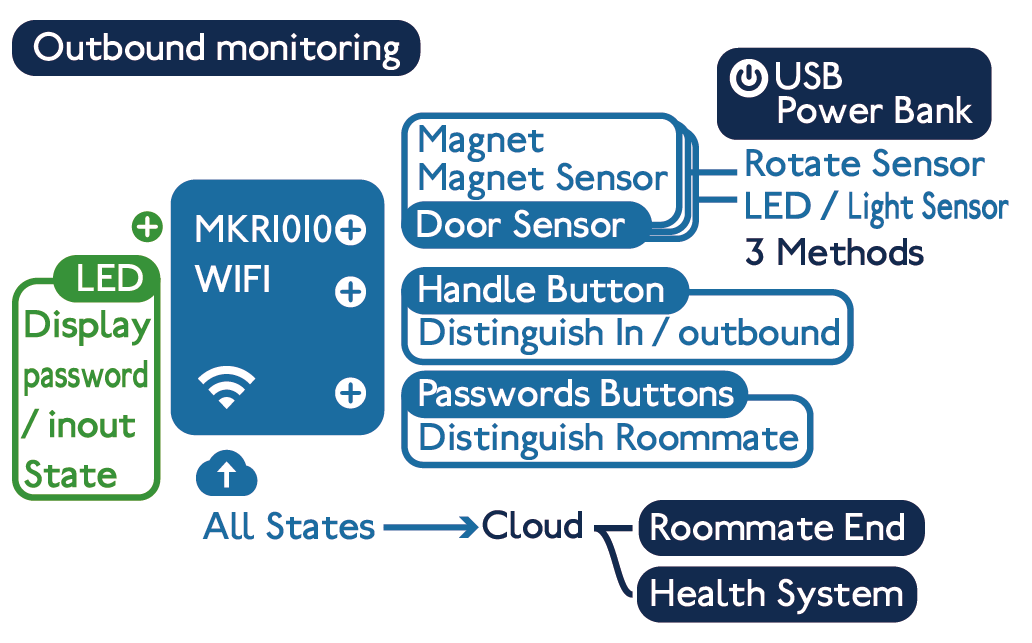 Outbound monitoring
USB
Power Bank
Magnet
Magnet Sensor
Door Sensor
Rotate Sensor
LED / Light Sensor
3 Methods
MKR1010
WIFI
LED
Display
password
/ inout
State
Handle Button
Distinguish In / outbound
Passwords Buttons
Distinguish Roommate
All States
Cloud
Roommate End
Health System